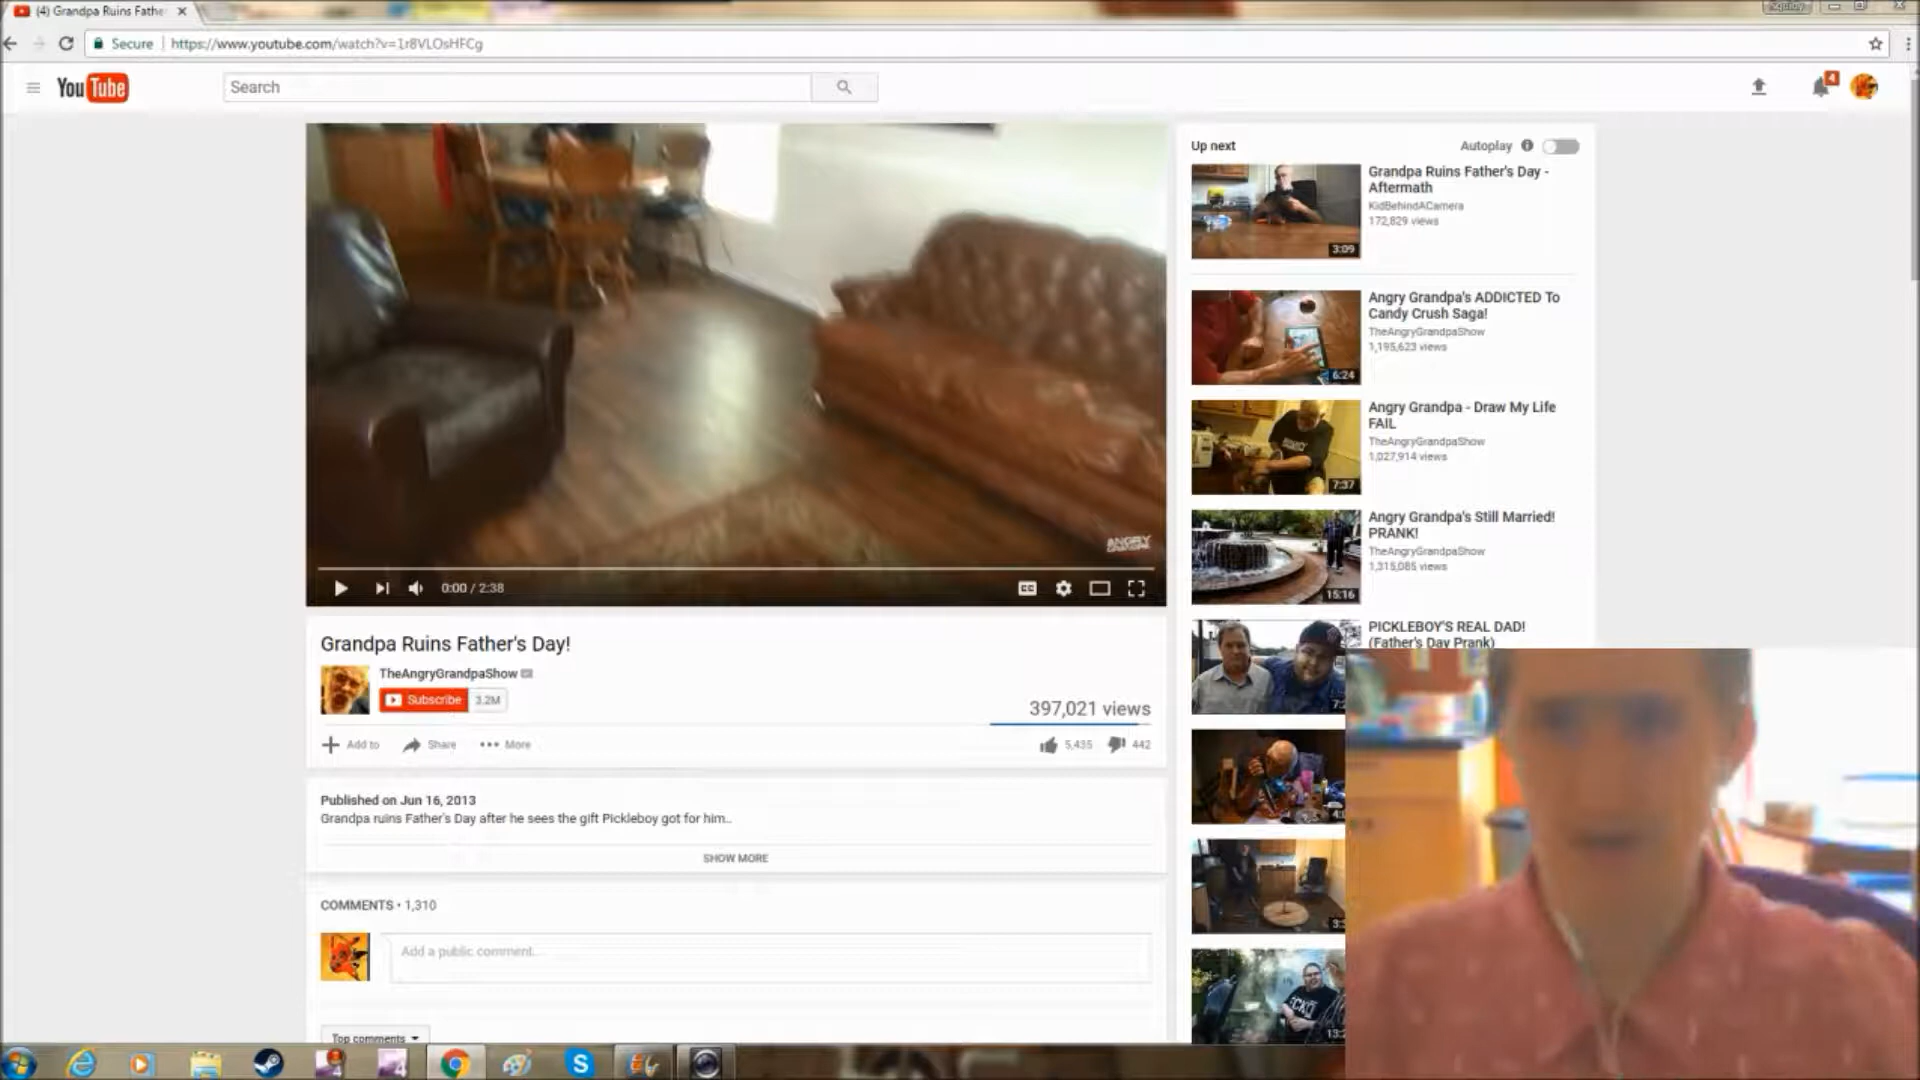 (4) Grandpa Ruins Fathe
Secure
https://www.youtube.com/watch?v=1r8VLOsHFCg
YouTube
Search
4
ANGRY GRANDPA
0:00 / 2:38
CC
Grandpa Ruins Father's Day!
TheAngryGrandpaShow
Subscribe 3.2M
397,021 views
Add to Share More
5,435 442
Published on Jun 16, 2013
Grandpa ruins Father's Day after he sees the gift Pickleboy got for him..
SHOW MORE
COMMENTS • 1,310
Add a public comment...
Top comments
Up next
Autoplay
Grandpa Ruins Father's Day -
Aftermath
KidBehindACamera
172,829 views
3:09
Angry Grandpa's ADDICTED To
Candy Crush Saga!
TheAngryGrandpaShow
1,195,623 views
6:24
Angry Grandpa - Draw My Life
FAIL
TheAngryGrandpaShow
1,027,914 views
7:37
Angry Grandpa's Still Married!
PRANK!
TheAngryGrandpaShow
1,315,085 views
15:16
PICKLEBOY'S REAL DAD!
(Father's Day Prank)